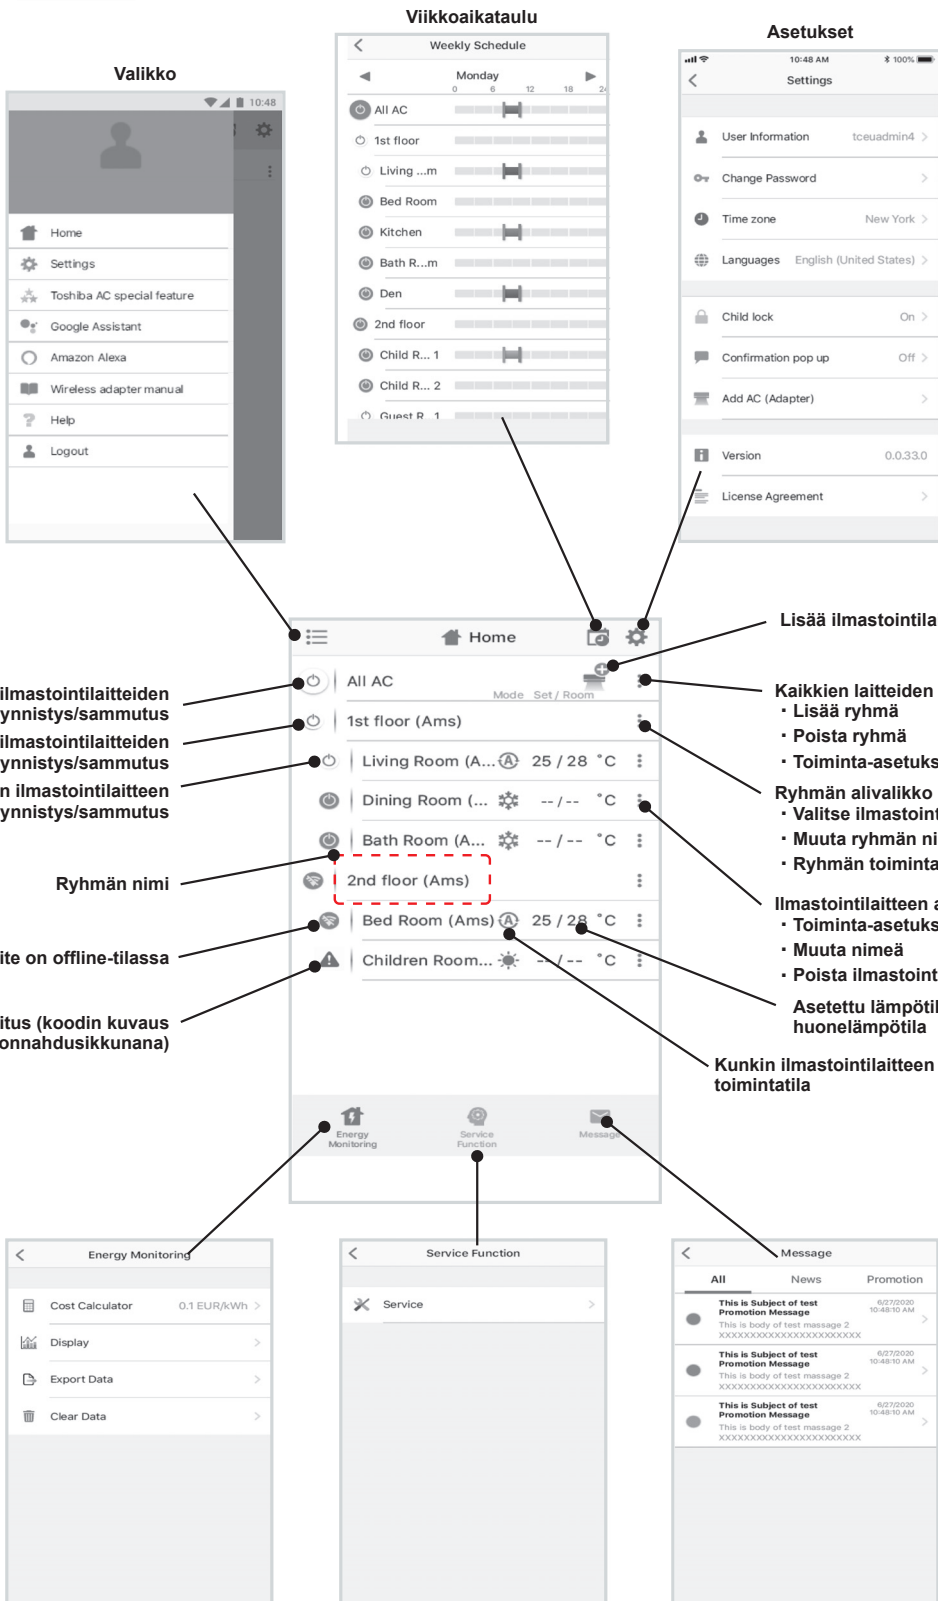 Viikkoaikataulu
Asetukset
Valikko
10:48
Home
Settings
Toshiba AC special feature
Google Assistant
Amazon Alexa
Wireless adapter manual
Help
Logout
Weekly Schedule
Monday
0 6 12 18 24
All AC
1st floor
Living ...m
Bed Room
Kitchen
Bath R...m
Den
2nd floor
Child R... 1
Child R... 2
Guest R 1
10:48 AM 100%
Settings
User Information tceuadmin4
Change Password
Time zone New York
Languages English (United States)
Child lock On
Confirmation pop up Off
Add AC (Adapter)
Version 0.0.33.0
License Agreement
Home
All AC
Mode Set / Room
1st floor (Ams)
Living Room (A... A 25 / 28 °C
Dining Room (... -- / -- °C
Bath Room (A... -- / -- °C
2nd floor (Ams)
Bed Room (Ams) A 25 / 28 °C
Children Room... -- / -- °C
Energy
Monitoring
Service
Function
Message
ilmastointilaitteiden
ynnistys/sammutus
ilmastointilaitteiden
ynnistys/sammutus
n ilmastointilaitteen
ynnistys/sammutus
Ryhmän nimi
ite on offline-tilassa
itus (koodin kuvaus
onnahdusikkunana)
Lisää ilmastointila
Kaikkien laitteiden
· Lisää ryhmä
· Poista ryhmä
· Toiminta-asetuks
Ryhmän alivalikko
· Valitse ilmastoint
· Muuta ryhmän ni
· Ryhmän toiminta
Ilmastointilaitteen a
· Toiminta-asetuks
· Muuta nimeä
· Poista ilmastoint
Asetettu lämpötil
huonelämpötila
Kunkin ilmastointilaitteen
toimintatila
Energy Monitoring
Cost Calculator 0.1 EUR/kWh
Display
Export Data
Clear Data
Service Function
Service
Message
All News Promotion
This is Subject of test 6/27/2020
Promotion Message 10:48:10 AM
This is body of test massage 2
XXXXXXXXXXXXXXXXXXXXXXX
This is Subject of test 6/27/2020
Promotion Message 10:48:10 AM
This is body of test massage 2
XXXXXXXXXXXXXXXXXXXXXXX
This is Subject of test 6/27/2020
Promotion Message 10:48:10 AM
This is body of test massage 2
XXXXXXXXXXXXXXXXXXXXXXX